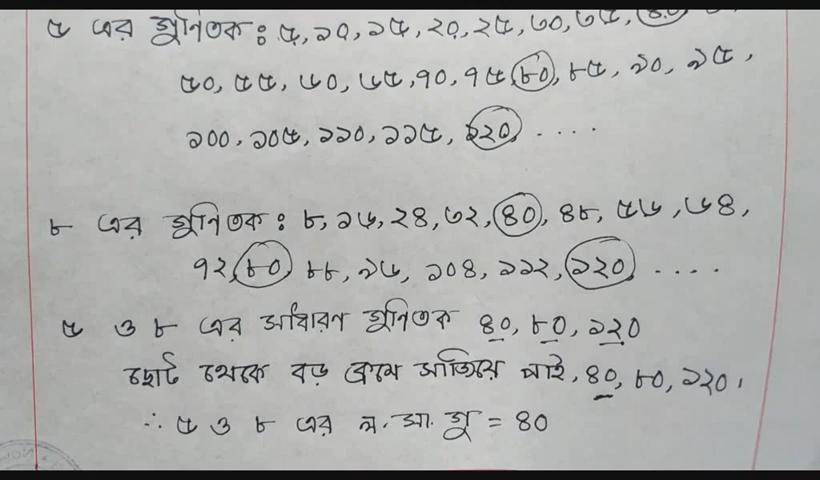 ৫ এর গুণিতক : ৫, ১০, ১৫, ২০, ২৫, ৩০, ৩৫, ৪০,
৫০, ৫৫, ৬০, ৬৫, ৭০, ৭৫, ৮০, ৮৫, ৯০, ৯৫,
১০০, ১০৫, ১১০, ১১৫, ১২০, ....
৮ এর গুণিতক : ৮, ১৬, ২৪, ৩২, ৪০, ৪৮, ৫৬, ৬৪,
৭২, ৮০, ৮৮, ৯৬, ১০৪, ১১২, ১২০, ....
৫ ও ৮ এর সাধারণ গুণিতক ৪০, ৮০, ১২০
ছোট থেকে বড় ক্রমে সাজিয়ে পাই, ৪০, ৮০, ১২০।
∴ ৫ ও ৮ এর ল. সা. গু = ৪০